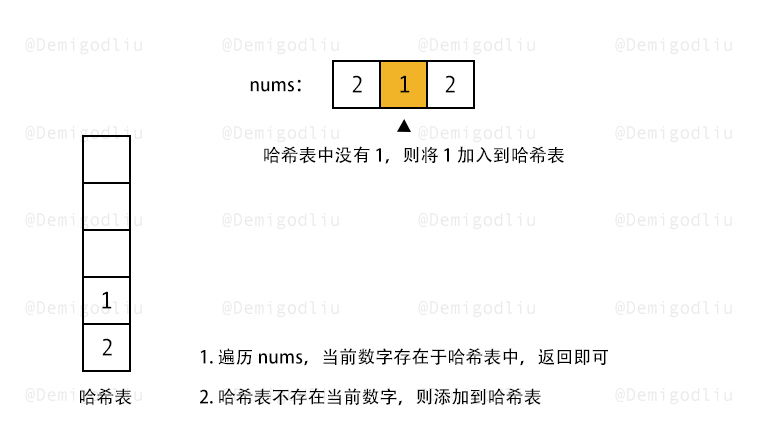 @Demigodliu @Demigodliu @Demigodliu @Demigodliu
nums: 2 1 2
@Demigodliu @Demigodliu @Demigodliu @Demigodliu
哈希表中没有 1，则将 1 加入到哈希表
@Demigodliu @Demigodliu @Demigodliu @Demigodliu
1
@Demigodliu @Demigodliu @Demigodliu @Demigodliu
2
1. 遍历 nums，当前数字存在于哈希表中，返回即可
@Demigodliu @Demigodliu @Demigodliu @Demigodliu
哈希表
2. 哈希表不存在当前数字，则添加到哈希表